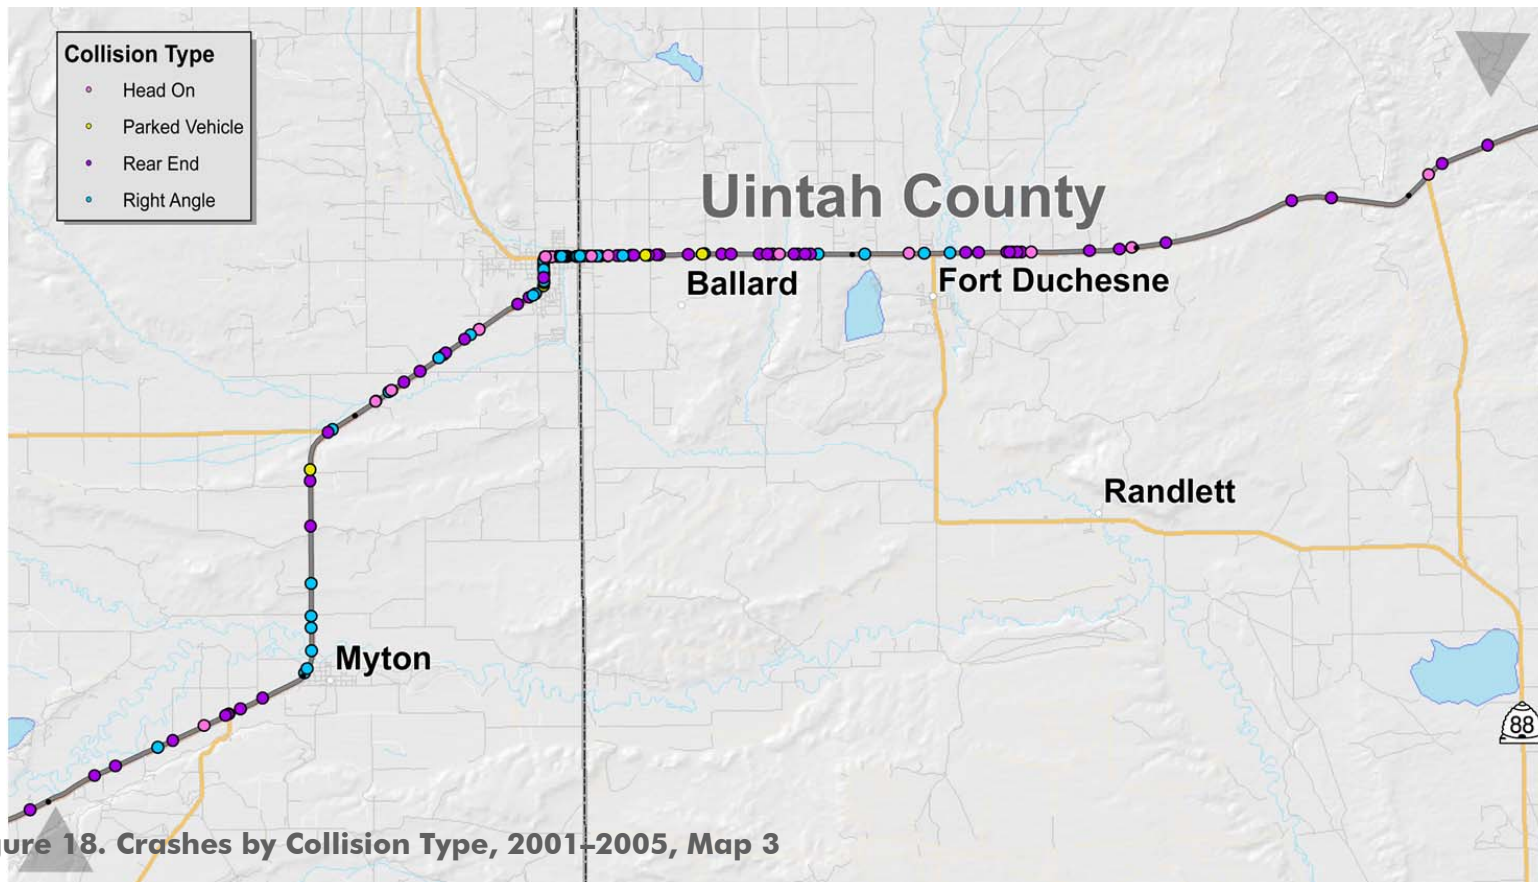 Collision Type
Head On
Parked Vehicle
Rear End
Right Angle
Uintah County
Ballard
Fort Duchesne
Randlett
Myton
88
gure 18. Crashes by Collision Type, 2001–2005, Map 3